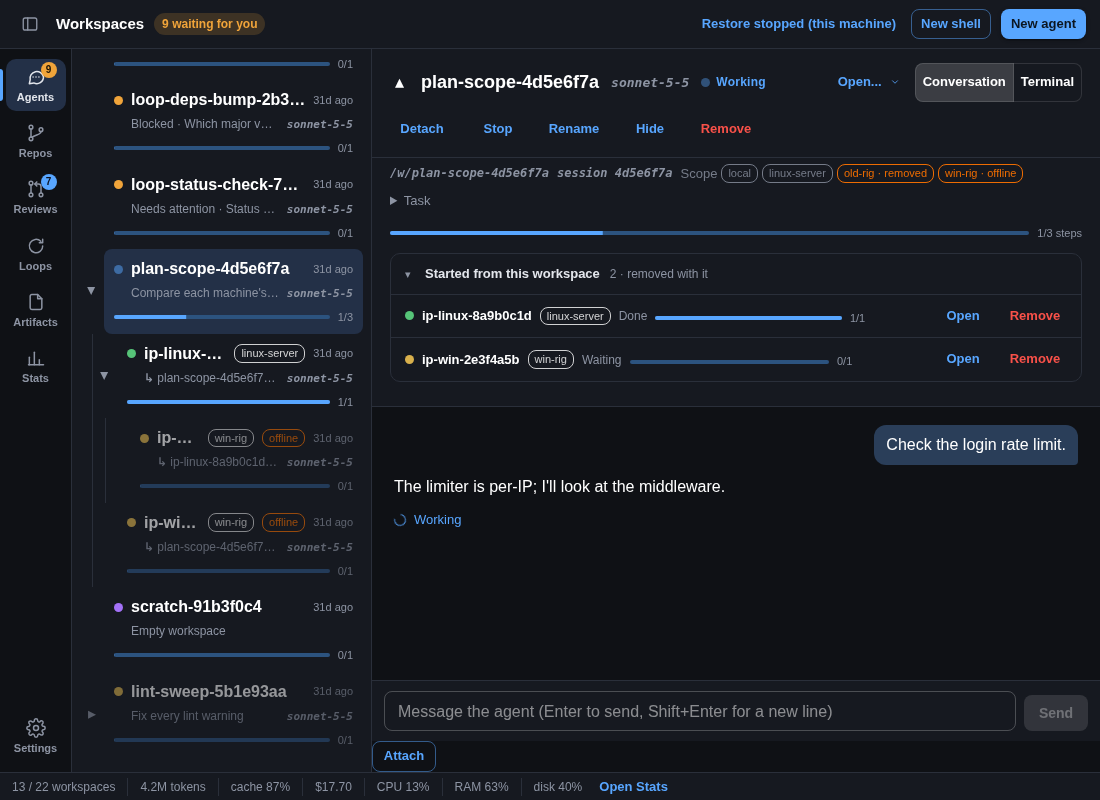 Workspaces 9 waiting for you Restore stopped (this machine) New shell New agent
9
Agents
Repos
7
Reviews
Loops
Artifacts
Stats
Settings
0/1
loop-deps-bump-2b3… 31d ago
Blocked · Which major v… sonnet-5-5
0/1
loop-status-check-7… 31d ago
Needs attention · Status … sonnet-5-5
0/1
plan-scope-4d5e6f7a 31d ago
Compare each machine's… sonnet-5-5
1/3
ip-linux-… linux-server 31d ago
↳ plan-scope-4d5e6f7… sonnet-5-5
1/1
ip-… win-rig offline 31d ago
↳ ip-linux-8a9b0c1d… sonnet-5-5
0/1
ip-wi… win-rig offline 31d ago
↳ plan-scope-4d5e6f7… sonnet-5-5
0/1
scratch-91b3f0c4 31d ago
Empty workspace
0/1
lint-sweep-5b1e93aa 31d ago
Fix every lint warning sonnet-5-5
0/1
plan-scope-4d5e6f7a sonnet-5-5 Working Open... Conversation Terminal
Detach Stop Rename Hide Remove
/w/plan-scope-4d5e6f7a session 4d5e6f7a Scope local linux-server old-rig · removed win-rig · offline
Task
1/3 steps
Started from this workspace 2 · removed with it
ip-linux-8a9b0c1d linux-server Done 1/1 Open Remove
ip-win-2e3f4a5b win-rig Waiting 0/1 Open Remove
Check the login rate limit.
The limiter is per-IP; I'll look at the middleware.
Working
Message the agent (Enter to send, Shift+Enter for a new line) Send
Attach
13 / 22 workspaces 4.2M tokens cache 87% $17.70 CPU 13% RAM 63% disk 40% Open Stats